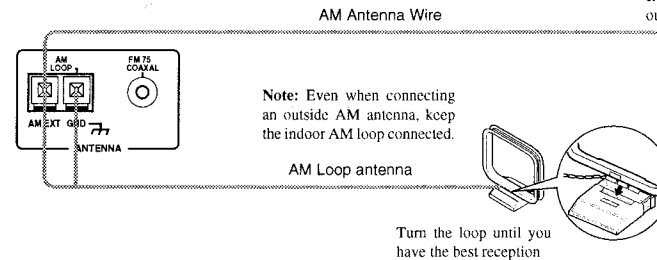 AM Antenna Wire
AM
LOOP
FM 75
COAXAL
AM EXT GND
ANTENNA
Note: Even when connecting
an outside AM antenna, keep
the indoor AM loop connected.
AM Loop antenna
Turn the loop until you
have the best reception